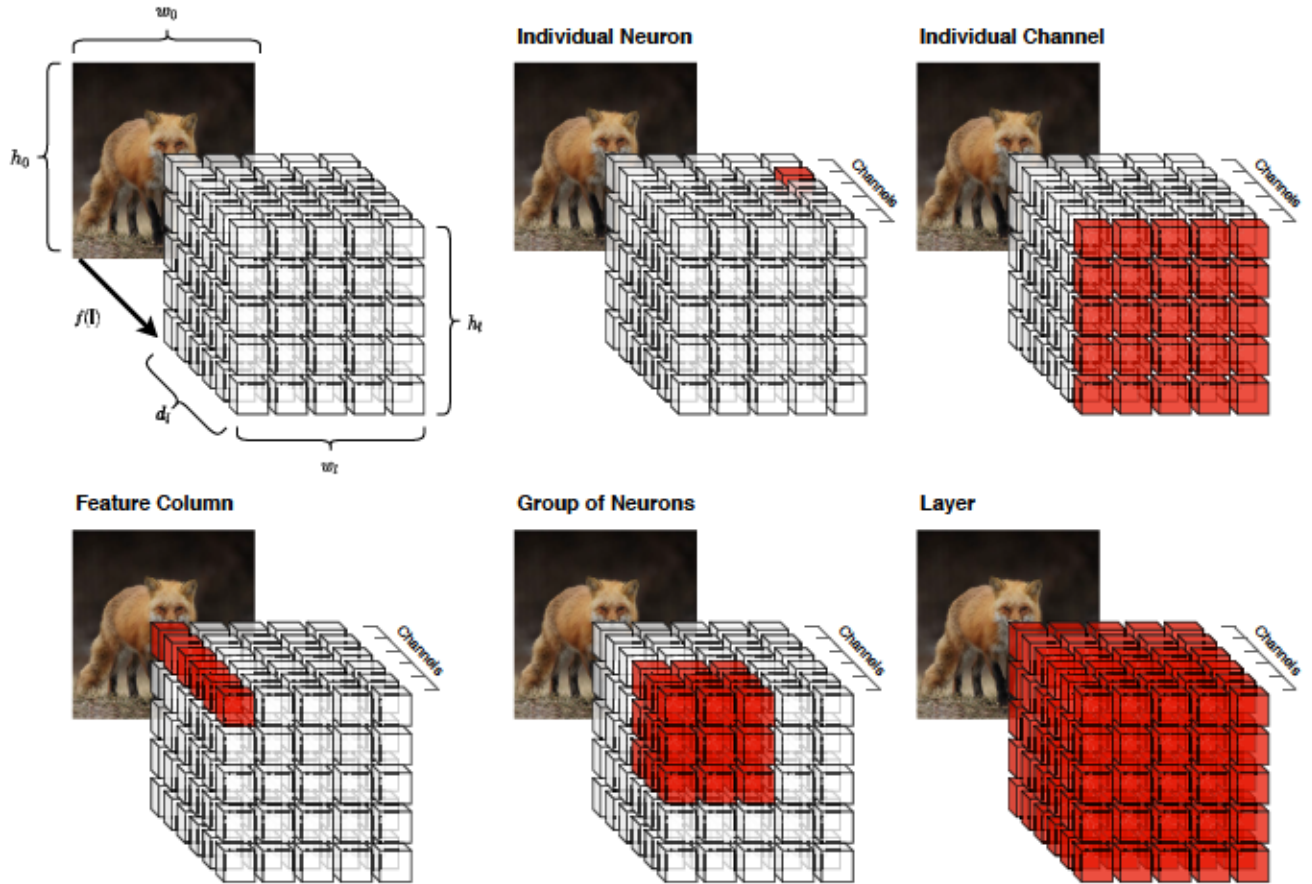 w₀
Individual Neuron
Individual Channel
h₀
Channels
Channels
f(I)
hₗ
dₗ
wₗ
Feature Column
Group of Neurons
Layer
Channels
Channels
Channels